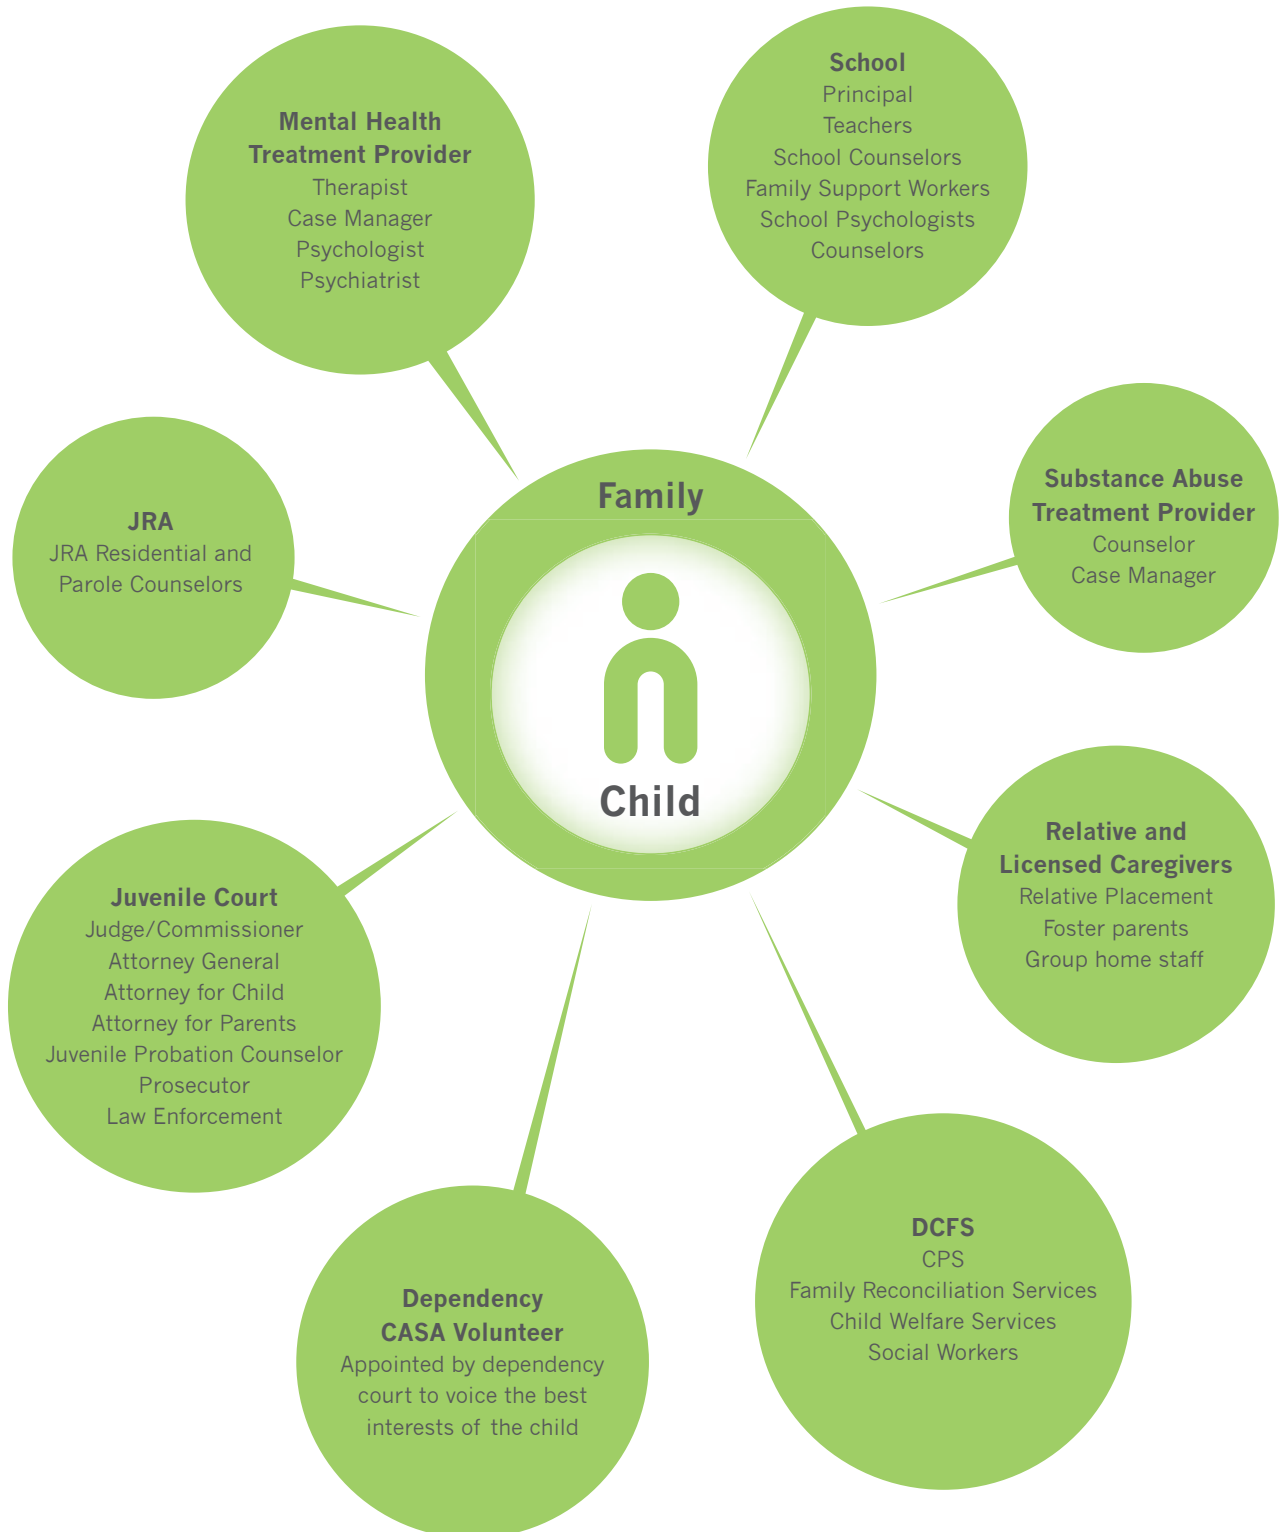 School
Principal
Teachers
School Counselors
Family Support Workers
School Psychologists
Counselors
Mental Health
Treatment Provider
Therapist
Case Manager
Psychologist
Psychiatrist
Substance Abuse
Treatment Provider
Counselor
Case Manager
JRA
JRA Residential and
Parole Counselors
Family
Child
Relative and
Licensed Caregivers
Relative Placement
Foster parents
Group home staff
Juvenile Court
Judge/Commissioner
Attorney General
Attorney for Child
Attorney for Parents
Juvenile Probation Counselor
Prosecutor
Law Enforcement
DCFS
CPS
Family Reconciliation Services
Child Welfare Services
Social Workers
Dependency
CASA Volunteer
Appointed by dependency
court to voice the best
interests of the child